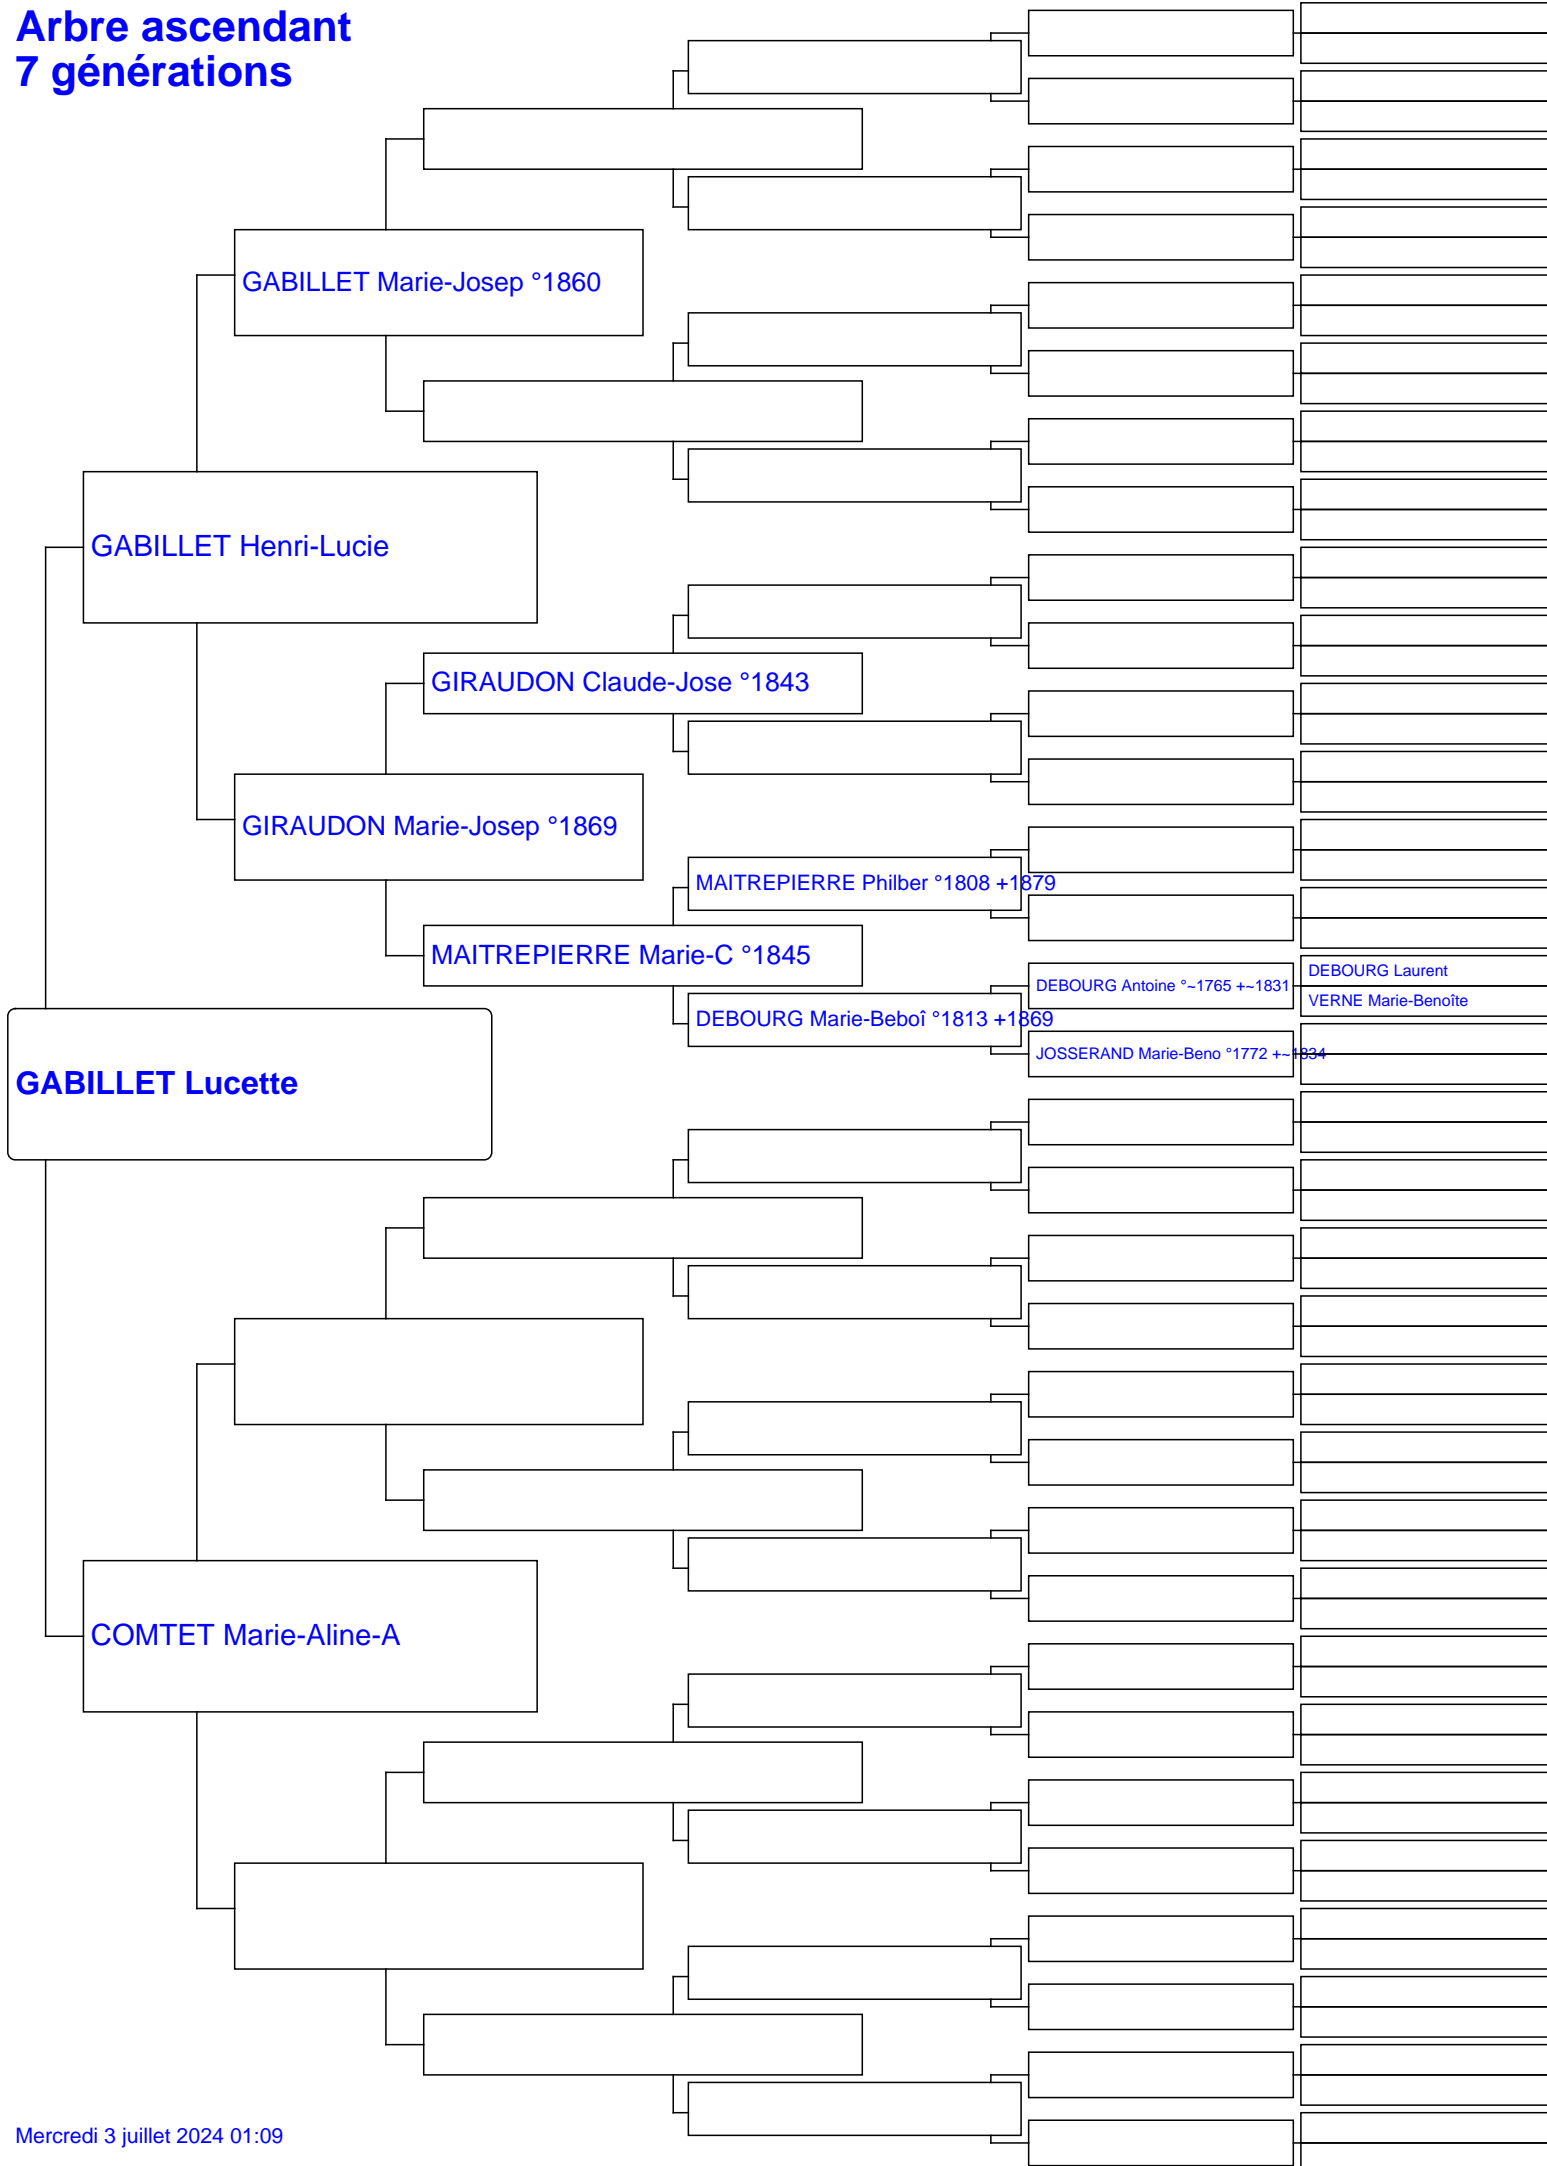 Arbre ascendant
7 générations
GABILLET Marie-Josep °1860
GABILLET Henri-Lucie
GIRAUDON Claude-Jose °1843
GIRAUDON Marie-Josep °1869
MAITREPIERRE Philber °1808 +1879
MAITREPIERRE Marie-C °1845
DEBOURG Laurent
DEBOURG Antoine °~1765 +~1831
VERNE Marie-Benoîte
DEBOURG Marie-Beboî °1813 +1869
JOSSERAND Marie-Beno °1772 +~1834
GABILLET Lucette
COMTET Marie-Aline-A
Mercredi 3 juillet 2024 01:09